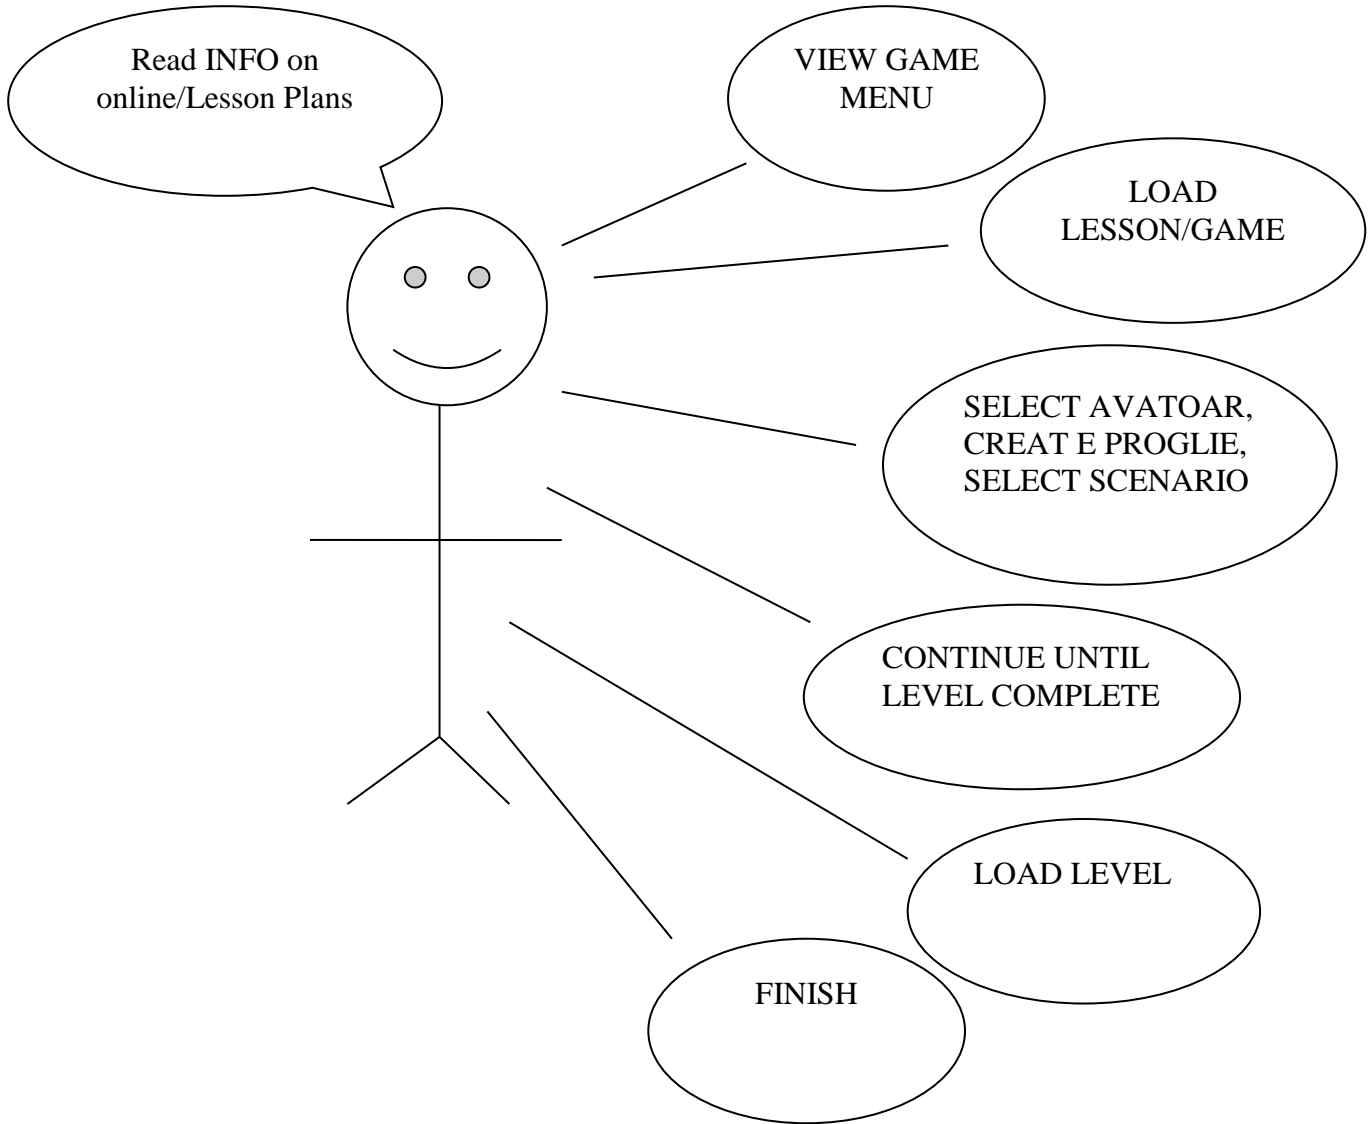 Read INFO on
online/Lesson Plans
VIEW GAME
MENU
LOAD
LESSON/GAME
SELECT AVATOAR,
CREAT E PROGLIE,
SELECT SCENARIO
CONTINUE UNTIL
LEVEL COMPLETE
LOAD LEVEL
FINISH